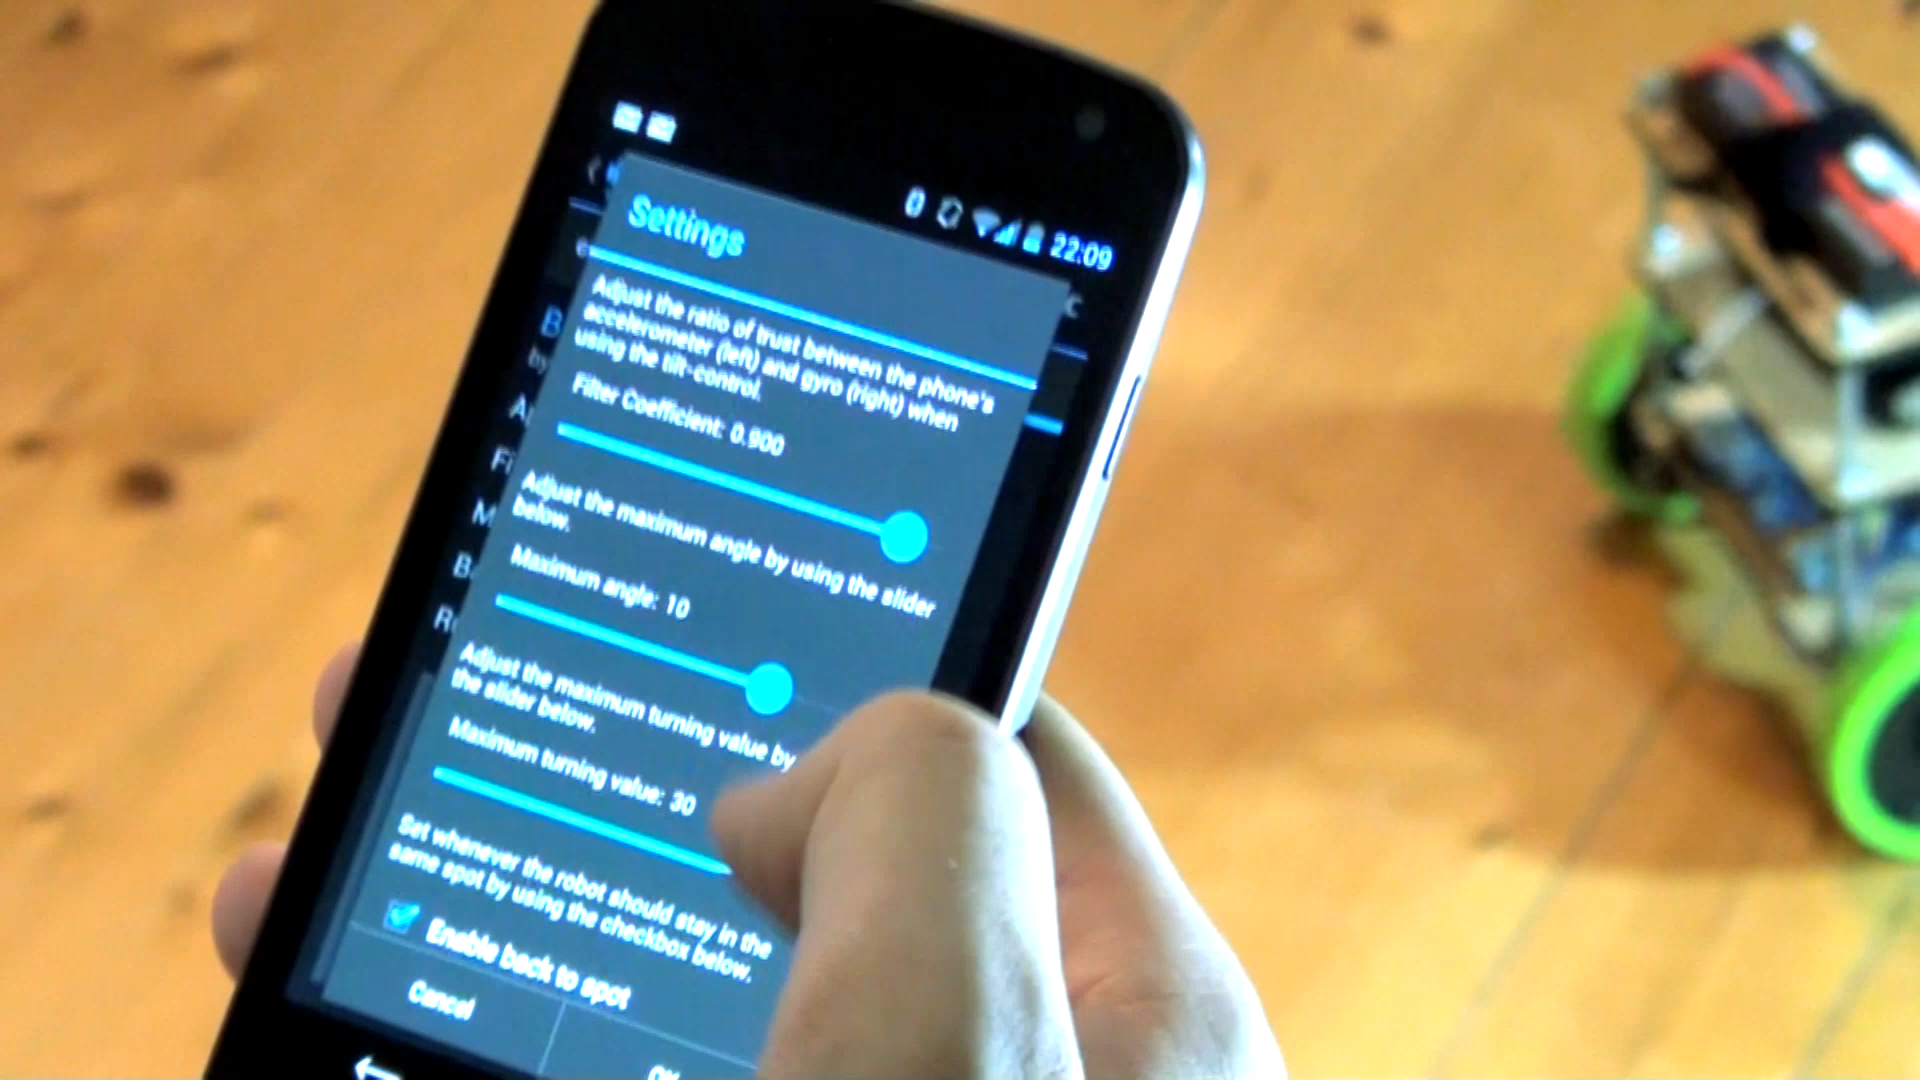 22:09
Settings
Adjust the ratio of trust between the phone's
accelerometer (left) and gyro (right) when
using the tilt-control.
Filter Coefficient: 0.900
Adjust the maximum angle by using the slider
below.
Maximum angle: 10
Adjust the maximum turning value by
the slider below.
Maximum turning value: 30
Set whenever the robot should stay in the
same spot by using the checkbox below.
Enable back to spot
Cancel